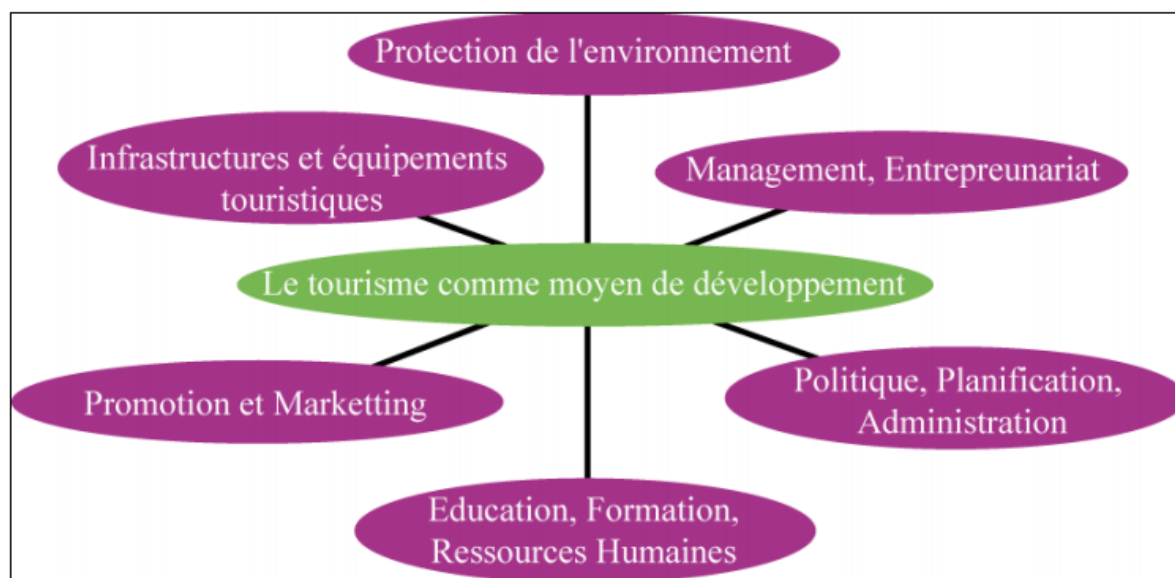 Protection de l'environnement
Infrastructures et équipements
touristiques
Management, Entrepreunariat
Le tourisme comme moyen de développement
Promotion et Marketting
Politique, Planification,
Administration
Education, Formation,
Ressources Humaines